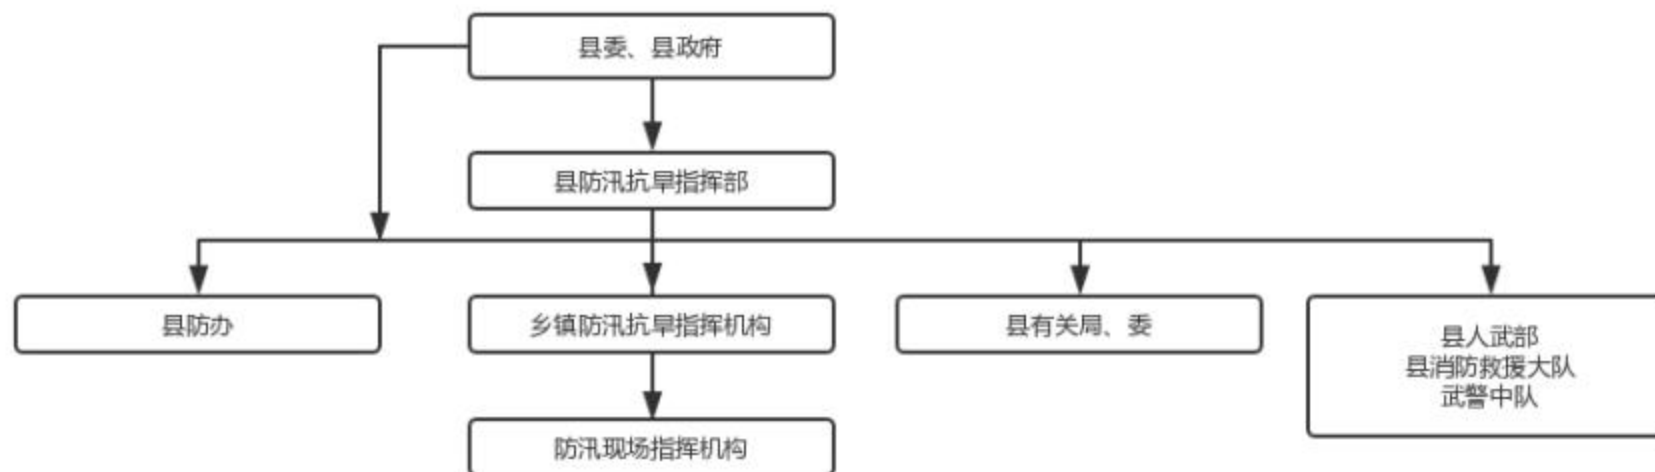 县委、县政府
县防汛抗旱指挥部
县防办
乡镇防汛抗旱指挥机构
县有关局、委
县人武部
县消防救援大队
武警中队
防汛现场指挥机构